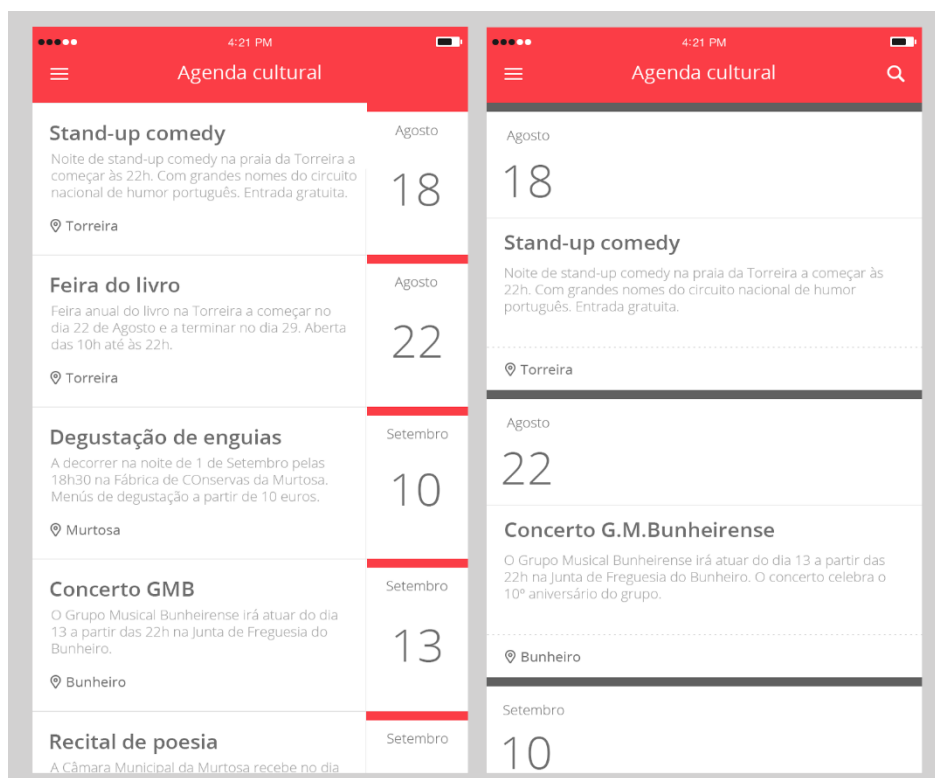 4:21 PM
Agenda cultural
Stand-up comedy
Noite de stand-up comedy na praia da Torreira a
começar às 22h. Com grandes nomes do circuito
nacional de humor português. Entrada gratuita.
Torreira
Agosto
18
Feira do livro
Feira anual do livro na Torreira a começar no
dia 22 de Agosto e a terminar no dia 29. Aberta
das 10h até às 22h.
Torreira
Agosto
22
Degustação de enguias
A decorrer na noite de 1 de Setembro pelas
18h30 na Fábrica de COnservas da Murtosa.
Menús de degustação a partir de 10 euros.
Murtosa
Setembro
10
Concerto GMB
O Grupo Musical Bunheirense irá atuar do dia
13 a partir das 22h na Junta de Freguesia do
Bunheiro.
Bunheiro
Setembro
13
Recital de poesia
A Câmara Municipal da Murtosa recebe no dia
Setembro
4:21 PM
Agenda cultural
Agosto
18
Stand-up comedy
Noite de stand-up comedy na praia da Torreira a começar às
22h. Com grandes nomes do circuito nacional de humor
português. Entrada gratuita.
Torreira
Agosto
22
Concerto G.M.Bunheirense
O Grupo Musical Bunheirense irá atuar do dia 13 a partir das
22h na Junta de Freguesia do Bunheiro. O concerto celebra o
10º aniversário do grupo.
Bunheiro
Setembro
10